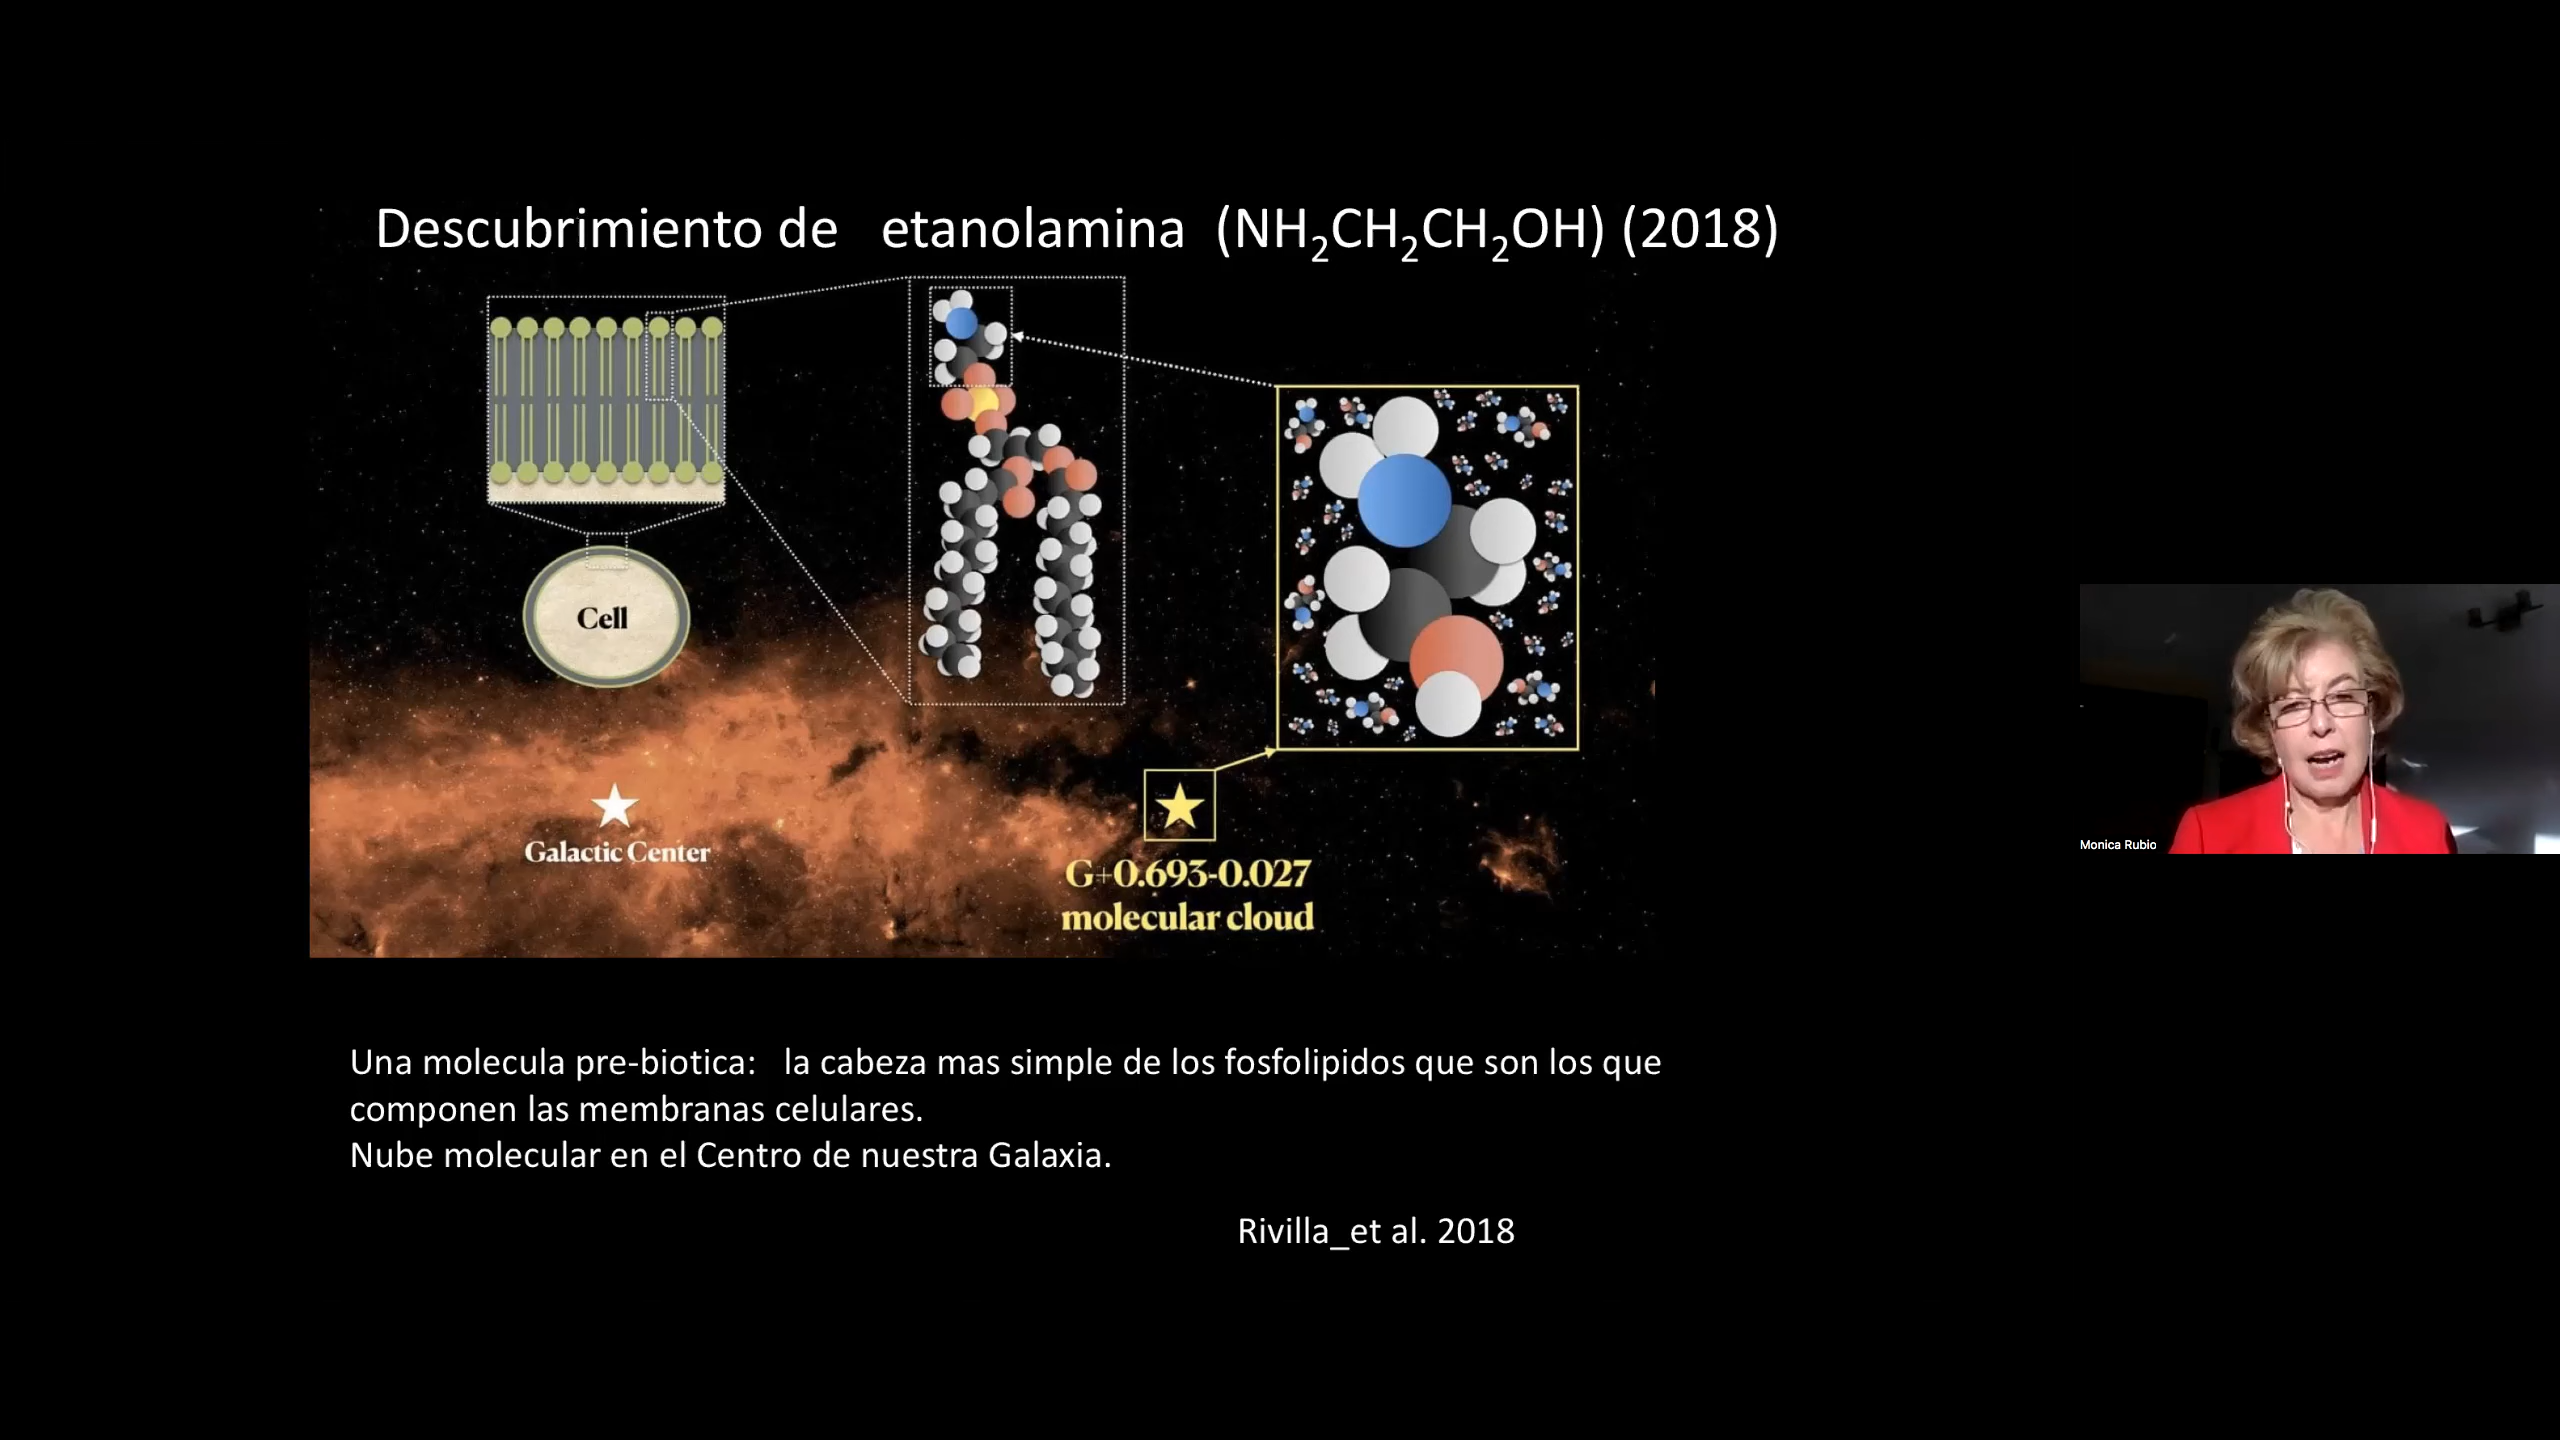 Descubrimiento de etanolamina (NH₂CH₂CH₂OH) (2018)
Cell
Galactic Center
G+0.693-0.027
molecular cloud
Monica Rubio
Una molecula pre-biotica: la cabeza mas simple de los fosfolipidos que son los que
componen las membranas celulares.
Nube molecular en el Centro de nuestra Galaxia.
Rivilla_et al. 2018